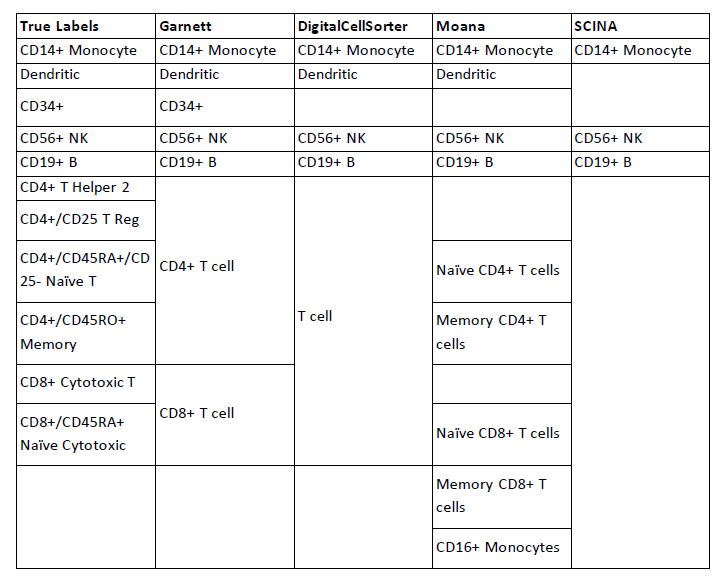 True Labels Garnett DigitalCellSorter Moana SCINA
CD14+ Monocyte CD14+ Monocyte CD14+ Monocyte CD14+ Monocyte CD14+ Monocyte
Dendritic Dendritic Dendritic Dendritic
CD34+ CD34+
CD56+ NK CD56+ NK CD56+ NK CD56+ NK CD56+ NK
CD19+ B CD19+ B CD19+ B CD19+ B CD19+ B
CD4+ T Helper 2
CD4+/CD25 T Reg
CD4+/CD45RA+/CD
25- Naïve T
CD4+ T cell
Naïve CD4+ T cells
T cell
CD4+/CD45RO+
Memory
Memory CD4+ T
cells
CD8+ Cytotoxic T
CD8+ T cell
CD8+/CD45RA+
Naïve Cytotoxic
Naïve CD8+ T cells
Memory CD8+ T
cells
CD16+ Monocytes